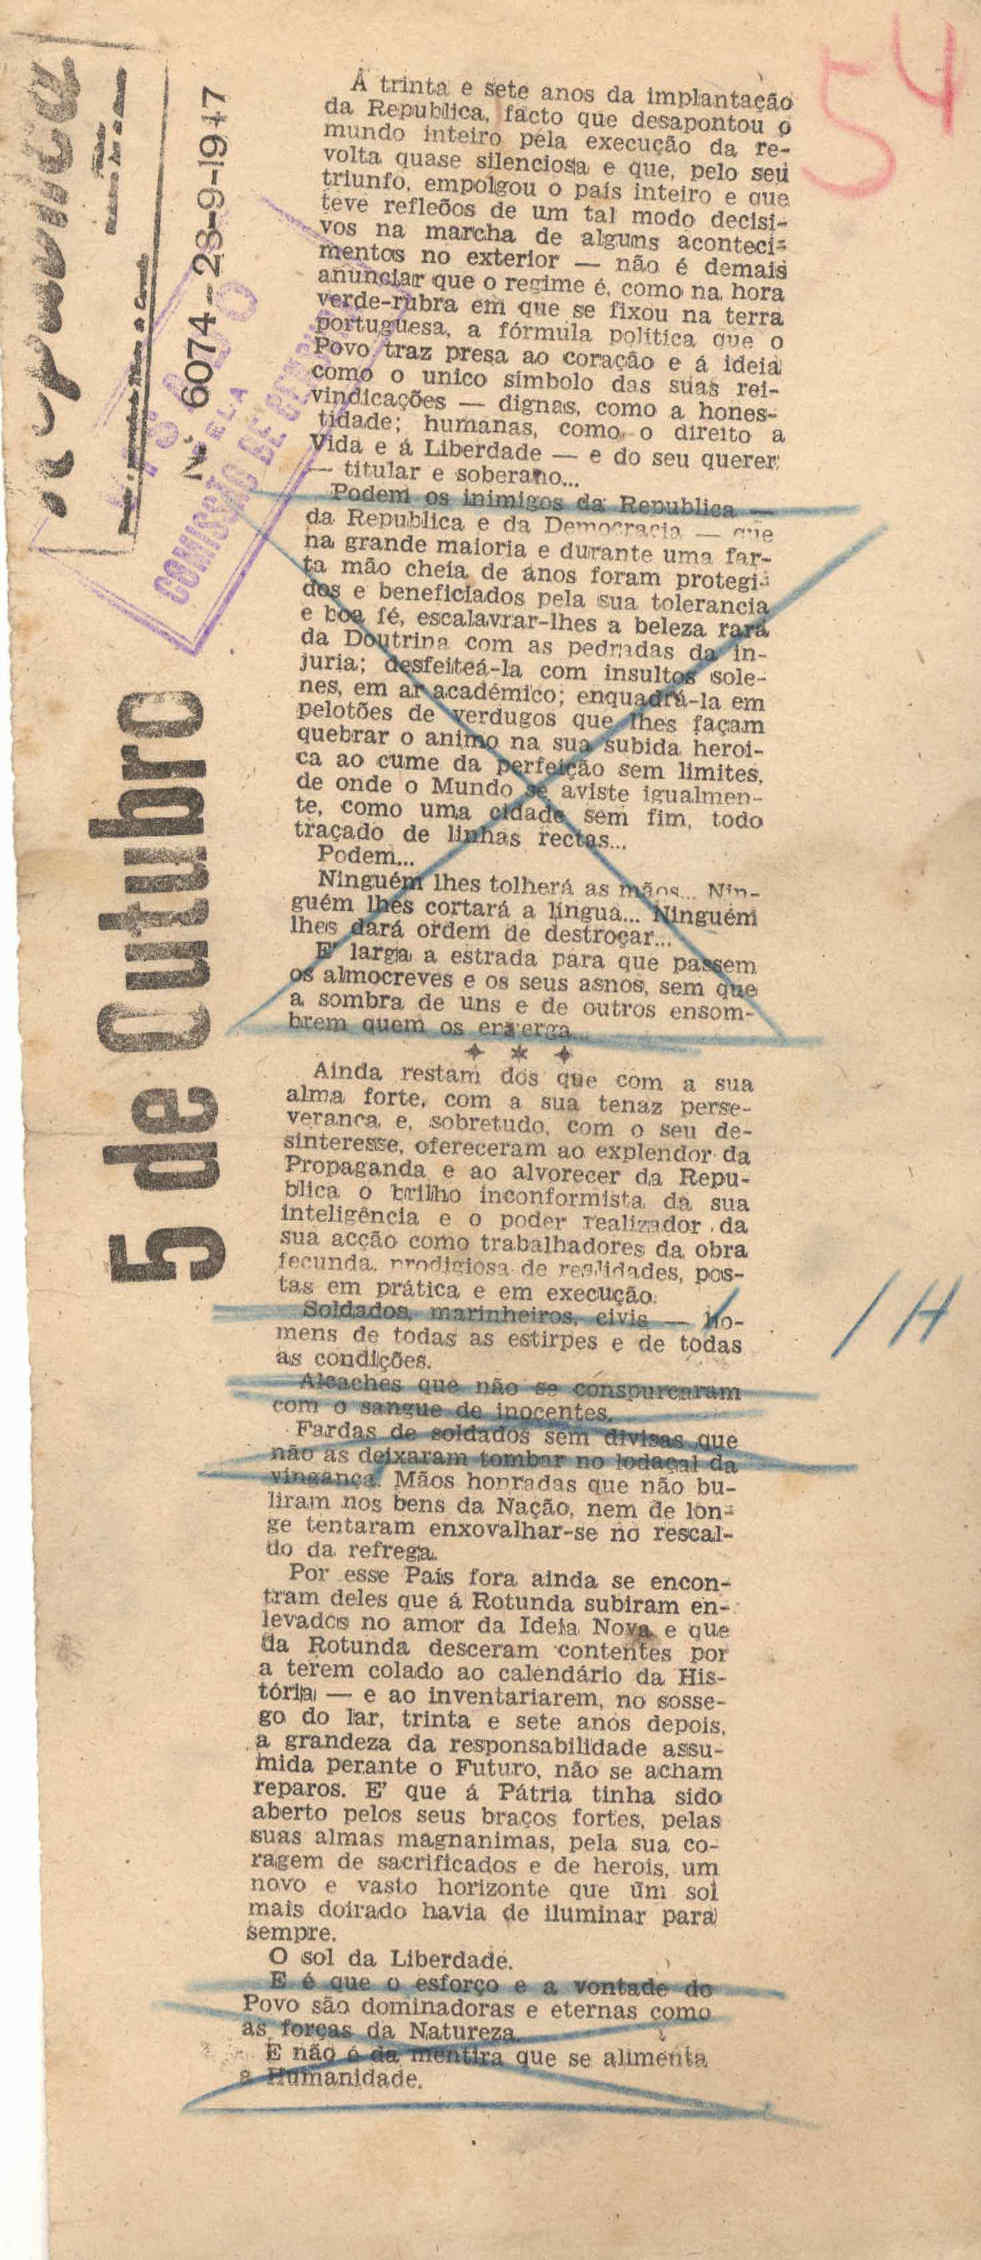 54
República
Nº 6074-28-9-1947
VISADO
PELA
COMISSÃO DE CENSURA
5 de Outubro
Á trinta e sete anos da implantação
da Republica, facto que desapontou o
mundo inteiro pela execução da re-
volta quase silenciosa e que, pelo seu
triunfo, empolgou o país inteiro e que
teve refleõos de um tal modo decisi-
vos na marcha de alguns aconteci-
mentos no exterior — não é demais
anunciar que o regime é, como na hora
verde-rubra em que se fixou na terra
portuguesa, a fórmula política que o
Povo traz presa ao coração e á ideia
como o unico símbolo das suas rei-
vindicações — dignas, como a hones-
tidade; humanas, como o direito a
Vida e á Liberdade — e do seu querer
— titular e soberano...
Podem os inimigos da Republica —
da Republica e da Democracia — que
na grande maioria e durante uma far-
ta mão cheia de anos foram protegi-
dos e beneficiados pela sua tolerancia
e boa fé, escalavrar-lhes a beleza rara
da Doutrina com as pedradas da in-
juria; desfeiteá-la com insultos sole-
nes, em ar académico; enquadrá-la em
pelotões de verdugos que lhes façam
quebrar o animo na sua subida heroi-
ca ao cume da perfeição sem limites,
de onde o Mundo se aviste igualmen-
te, como uma cidade sem fim, todo
traçado de linhas rectas...
Podem...
Ninguém lhes tolherá as mãos... Nin-
guém lhes cortará a lingua... Ninguém
lhes dará ordem de destroçar...
E' larga a estrada para que passem
os almocreves e os seus asnos, sem que
a sombra de uns e de outros ensom-
brem quem os enxerga...
✦ * ✦
Ainda restam dos que com a sua
alma forte, com a sua tenaz perse-
verança e, sobretudo, com o seu de-
sinteresse, ofereceram ao explendor da
Propaganda e ao alvorecer da Repu-
blica o brilho inconformista da sua
inteligência e o poder realizador da
sua acção como trabalhadores da obra
fecunda, prodigiosa de realidades, pos-
tas em prática e em execução.
Soldados, marinheiros, civis — Ho-
mens de todas as estirpes e de todas
as condições.
Alcaches que não se conspurcaram
com o sangue de inocentes.
Fardas de soldados sem divisas que
não as deixaram tombar no lodaçal da
vingança. Mãos honradas que não bu-
liram nos bens da Nação, nem de lon-
ge tentaram enxovalhar-se no rescal-
do da refrega.
Por esse País fora ainda se encon-
tram deles que á Rotunda subiram en-
levados no amor da Ideia Nova e que
da Rotunda desceram contentes por
a terem colado ao calendário da His-
tória — e ao inventariarem, no sosse-
go do lar, trinta e sete anos depois,
a grandeza da responsabilidade assu-
mida perante o Futuro, não se acham
reparos. E' que á Pátria tinha sido
aberto pelos seus braços fortes, pelas
suas almas magnanimas, pela sua co-
ragem de sacrificados e de herois, um
novo e vasto horizonte que um sol
mais doirado havia de iluminar para
sempre.
O sol da Liberdade.
E é que o esforço e a vontade do
Povo são dominadoras e eternas como
as forças da Natureza.
E não é da mentira que se alimenta
a Humanidade.
/ H